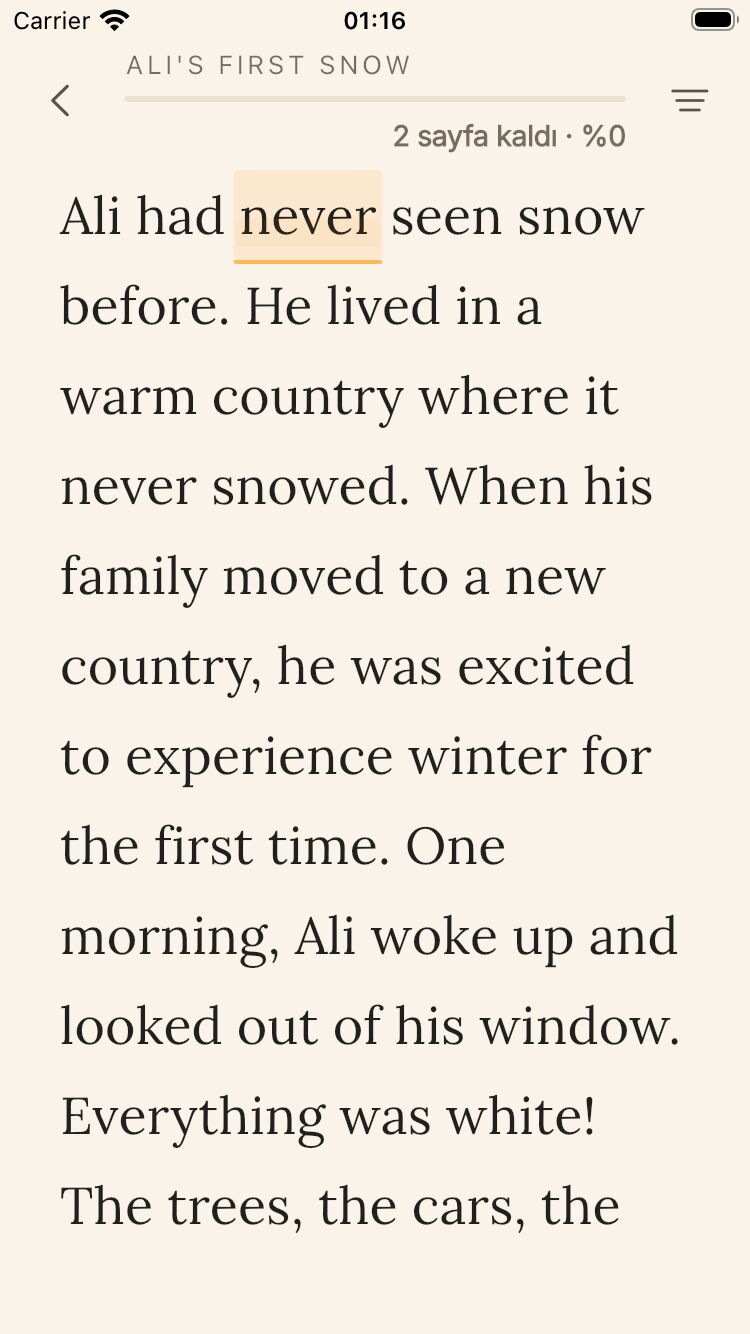 Carrier 01:16
ALI'S FIRST SNOW
2 sayfa kaldı · %0
Ali had never seen snow
before. He lived in a
warm country where it
never snowed. When his
family moved to a new
country, he was excited
to experience winter for
the first time. One
morning, Ali woke up and
looked out of his window.
Everything was white!
The trees, the cars, the